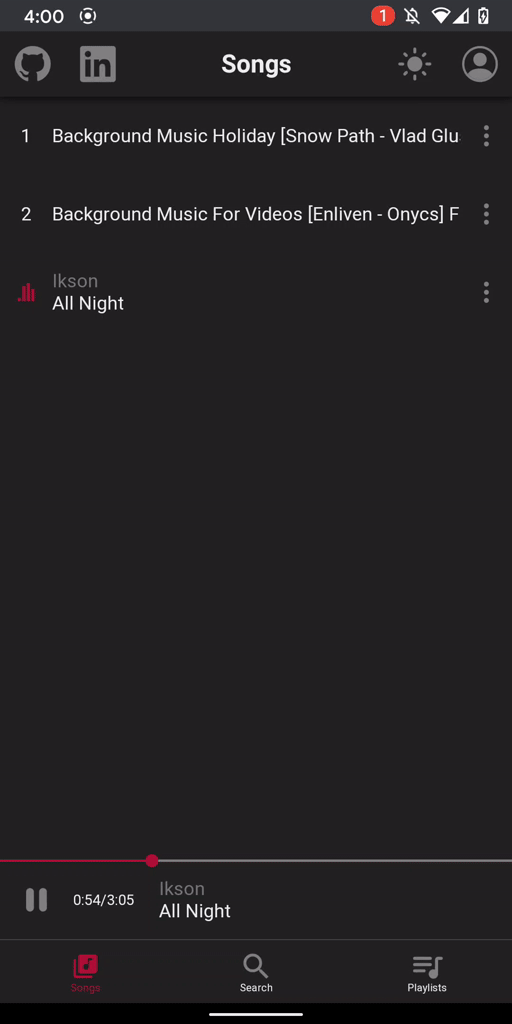 4:00
1
in
Songs
1 Background Music Holiday [Snow Path - Vlad Glu
2 Background Music For Videos [Enliven - Onycs] F
Ikson
All Night
0:54/3:05
Ikson
All Night
Songs
Search
Playlists